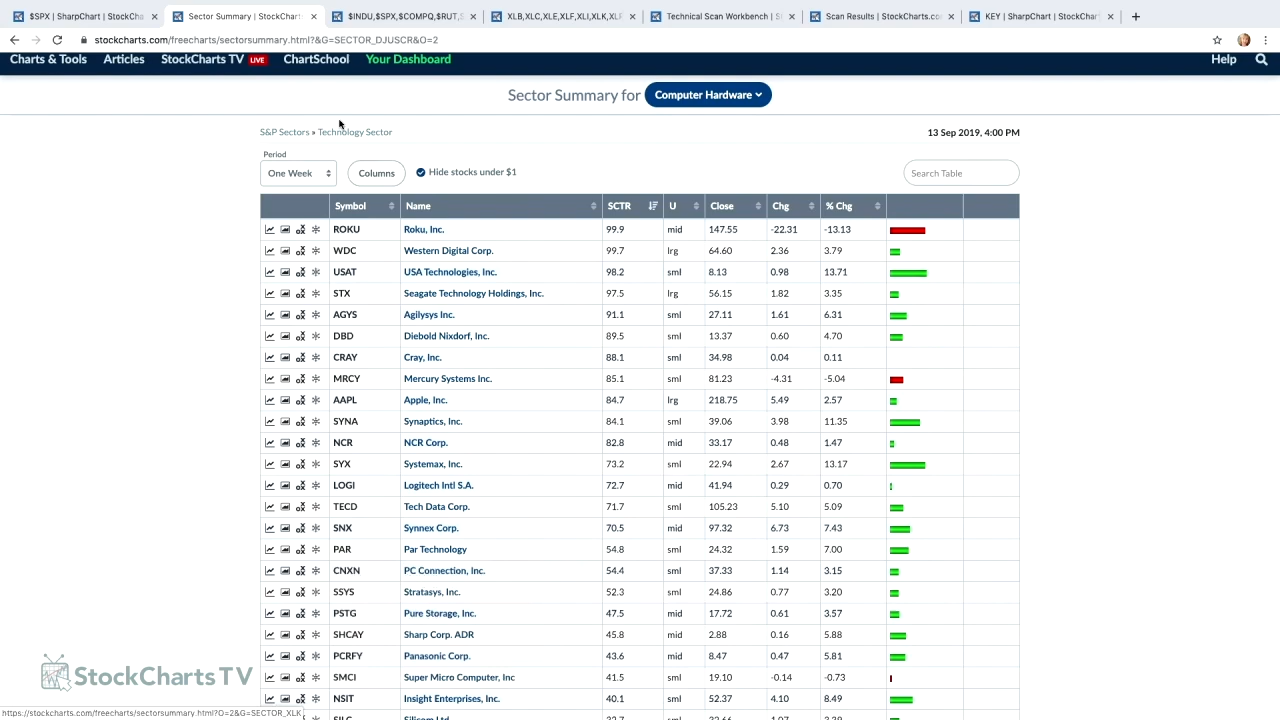 $SPX | SharpChart | StockCha
Sector Summary | StockChart
$INDU,$SPX,$COMPQ,$RUT,$
XLB,XLC,XLE,XLF,XLI,XLK,XLP
Technical Scan Workbench | S
Scan Results | StockCharts.co
KEY | SharpChart | StockChar
stockcharts.com/freecharts/sectorsummary.html?&G=SECTOR_DJUSCR&O=2
Charts & Tools Articles StockCharts TV LIVE ChartSchool Your Dashboard Help
Sector Summary for Computer Hardware
S&P Sectors » Technology Sector 13 Sep 2019, 4:00 PM
Period
One Week Columns Hide stocks under $1 Search Table
Symbol Name SCTR U Close Chg % Chg
ROKU Roku, Inc. 99.9 mid 147.55 -22.31 -13.13
WDC Western Digital Corp. 99.7 lrg 64.60 2.36 3.79
USAT USA Technologies, Inc. 98.2 sml 8.13 0.98 13.71
STX Seagate Technology Holdings, Inc. 97.5 lrg 56.15 1.82 3.35
AGYS Agilysys Inc. 91.1 sml 27.11 1.61 6.31
DBD Diebold Nixdorf, Inc. 89.5 sml 13.37 0.60 4.70
CRAY Cray, Inc. 88.1 sml 34.98 0.04 0.11
MRCY Mercury Systems Inc. 85.1 sml 81.23 -4.31 -5.04
AAPL Apple, Inc. 84.7 lrg 218.75 5.49 2.57
SYNA Synaptics, Inc. 84.1 sml 39.06 3.98 11.35
NCR NCR Corp. 82.8 mid 33.17 0.48 1.47
SYX Systemax, Inc. 73.2 sml 22.94 2.67 13.17
LOGI Logitech Intl S.A. 72.7 mid 41.94 0.29 0.70
TECD Tech Data Corp. 71.7 sml 105.23 5.10 5.09
SNX Synnex Corp. 70.5 mid 97.32 6.73 7.43
PAR Par Technology 54.8 sml 24.32 1.59 7.00
CNXN PC Connection, Inc. 54.4 sml 37.33 1.14 3.15
SSYS Stratasys, Inc. 52.3 sml 24.86 0.77 3.20
PSTG Pure Storage, Inc. 47.5 mid 17.72 0.61 3.57
SHCAY Sharp Corp. ADR 45.8 mid 2.88 0.16 5.88
PCRFY Panasonic Corp. 43.6 mid 8.47 0.47 5.81
SMCI Super Micro Computer, Inc 41.5 sml 19.10 -0.14 -0.73
NSIT Insight Enterprises, Inc. 40.1 sml 52.37 4.10 8.49
StockCharts TV
https://stockcharts.com/freecharts/sectorsummary.html?O=2&G=SECTOR_XLK